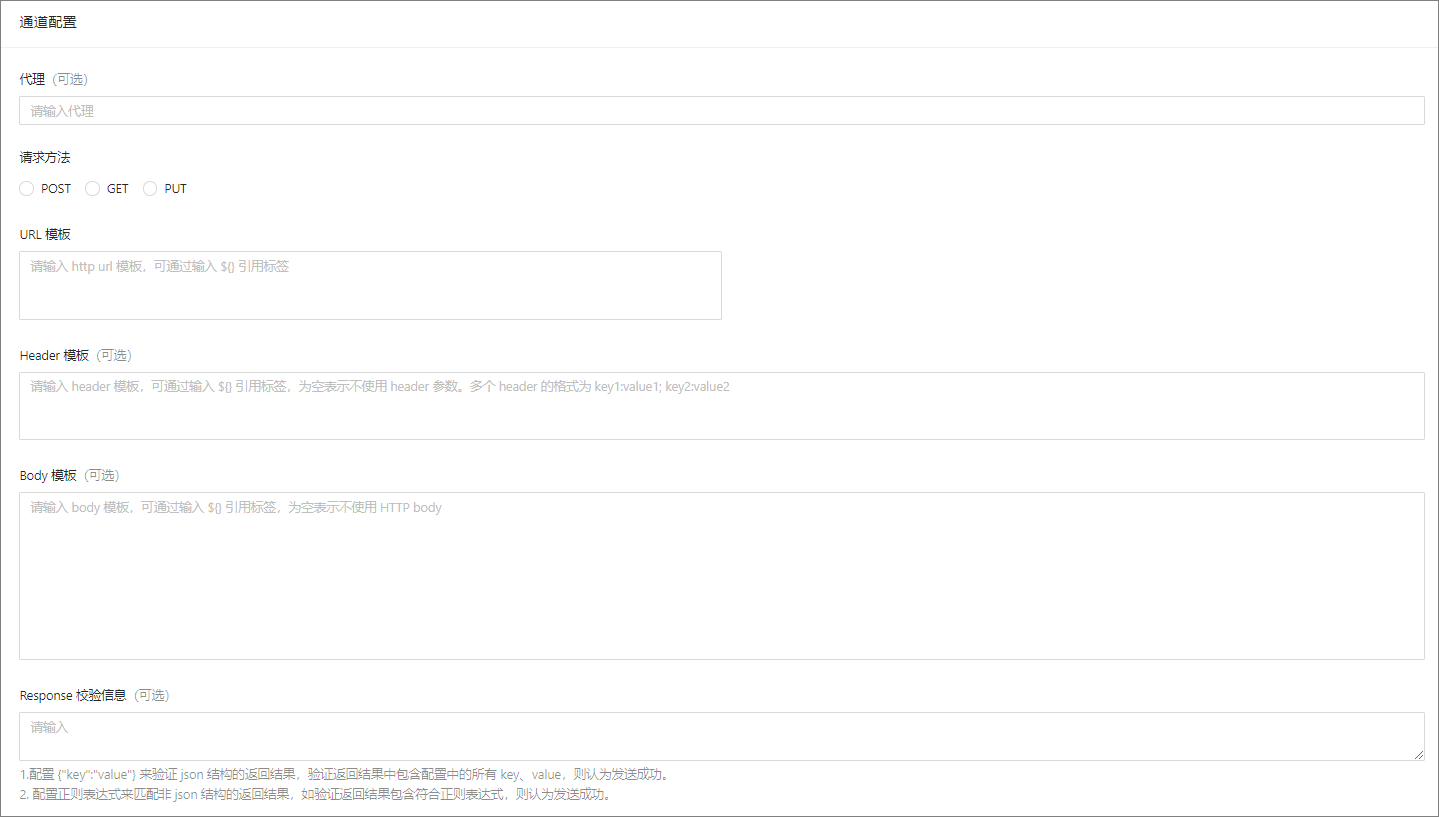 通道配置
代理 (可选)
请输入代理
请求方法
POST GET PUT
URL 模板
请输入 http url 模板，可通过输入 ${} 引用标签
Header 模板 (可选)
请输入 header 模板，可通过输入 ${} 引用标签，为空表示不使用 header 参数。多个 header 的格式为 key1:value1; key2:value2
Body 模板 (可选)
请输入 body 模板，可通过输入 ${} 引用标签，为空表示不使用 HTTP body
Response 校验信息 (可选)
请输入
1.配置 {"key":"value"} 来验证 json 结构的返回结果，验证返回结果中包含配置中的所有 key、value，则认为发送成功。
2. 配置正则表达式来匹配非 json 结构的返回结果，如验证返回结果包含符合正则表达式，则认为发送成功。